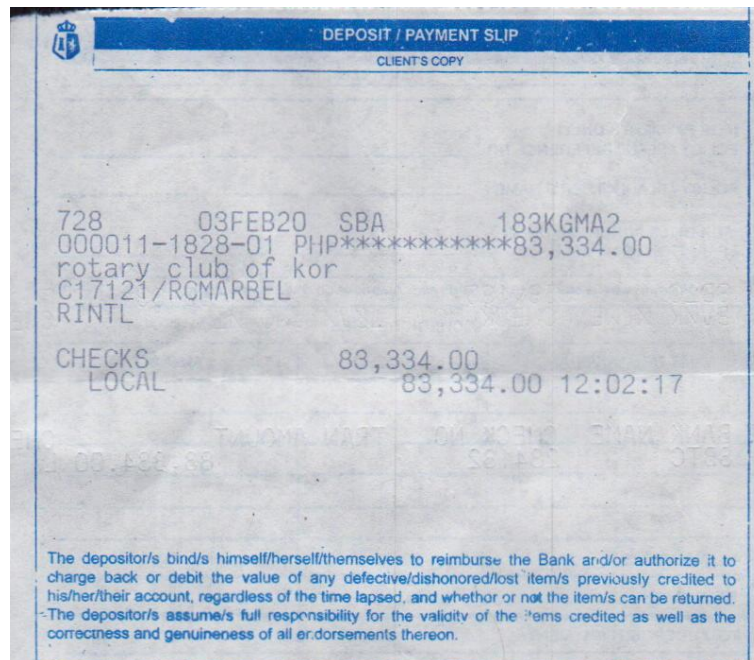 DEPOSIT / PAYMENT SLIP
CLIENT'S COPY
728 03FEB20 SBA 183KGMA2
000011-1828-01 PHP***********83,334.00
rotary club of kor
C17121/RCMARBEL
RINTL
CHECKS 83,334.00
LOCAL 83,334.00 12:02:17
The depositor/s bind/s himself/herself/themselves to reimburse the Bank and/or authorize it to
charge back or debit the value of any defective/dishonored/lost item/s previously credited to
his/her/their account, regardless of the time lapsed, and whether or not the item/s can be returned.
The depositor/s assume/s full responsibility for the validity of the items credited as well as the
correctness and genuineness of all endorsements thereon.